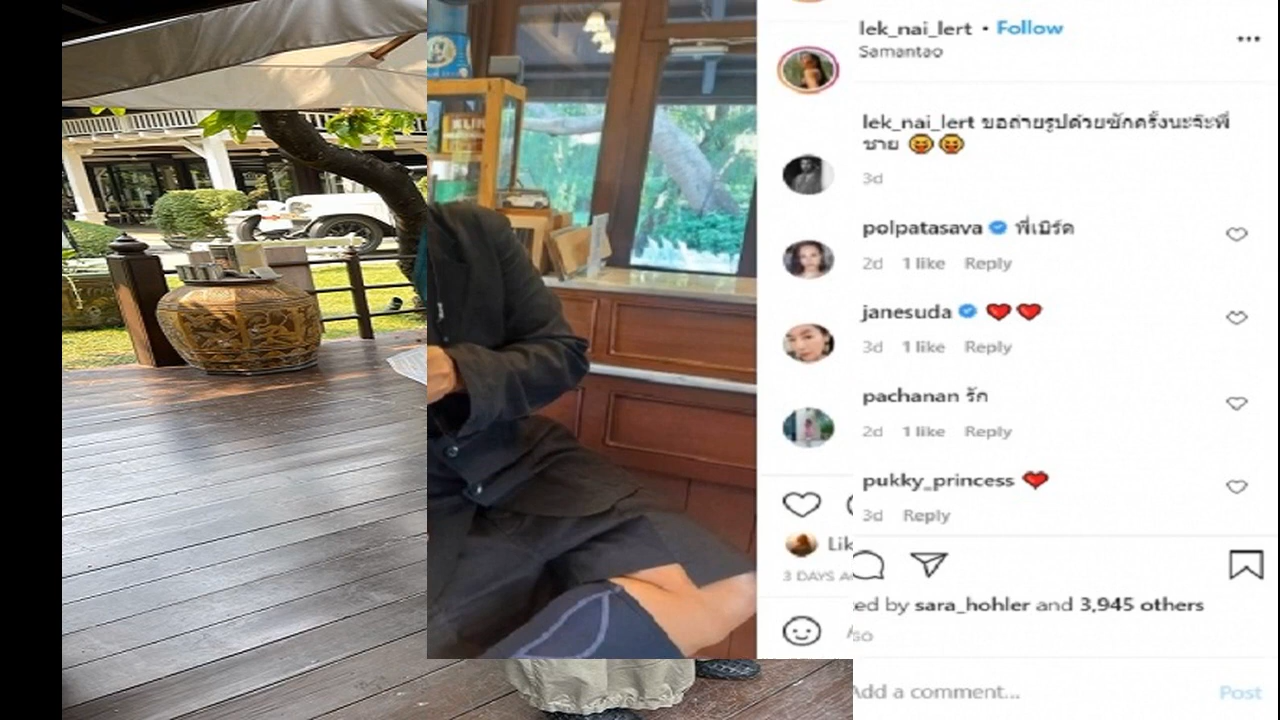 lek_nai_lert • Follow
Samantao
lek_nai_lert ขอถ่ายรูปด้วยซักครั้งนะจ๊ะพี่
ชาย 😝😝
3d
polpatasava พี่เบิร์ด
2d 1 like Reply
janesuda ❤️❤️
3d 1 like Reply
pachanan รัก
2d 1 like Reply
pukky_princess ❤️
3d Reply
Lik
3 DAYS A
ed by sara_hohler and 3,945 others
Add a comment... Post